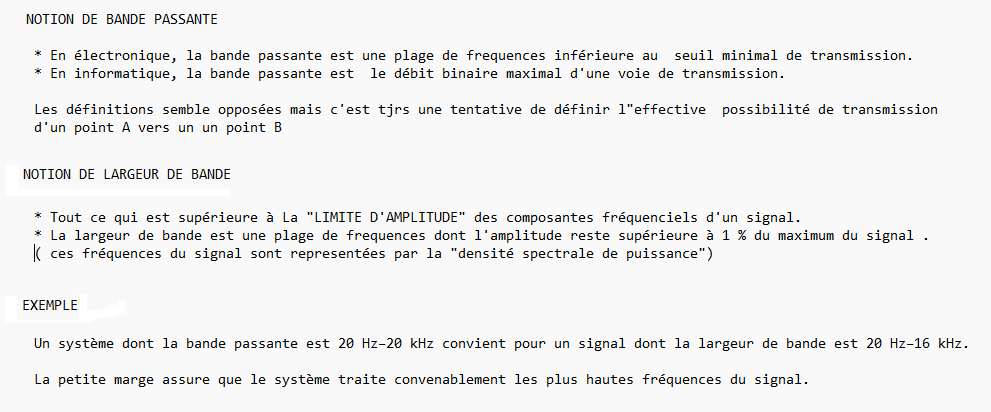 NOTION DE BANDE PASSANTE
* En électronique, la bande passante est une plage de frequences inférieure au  seuil minimal de transmission.
* En informatique, la bande passante est  le débit binaire maximal d'une voie de transmission.
Les définitions semble opposées mais c'est tjrs une tentative de définir l"effective  possibilité de transmission
d'un point A vers un un point B
NOTION DE LARGEUR DE BANDE
* Tout ce qui est supérieure à La "LIMITE D'AMPLITUDE" des composantes fréquenciels d'un signal.
* La largeur de bande est une plage de frequences dont l'amplitude reste supérieure à 1 % du maximum du signal .
( ces fréquences du signal sont representées par la "densité spectrale de puissance")
EXEMPLE
Un système dont la bande passante est 20 Hz–20 kHz convient pour un signal dont la largeur de bande est 20 Hz–16 kHz.
La petite marge assure que le système traite convenablement les plus hautes fréquences du signal.